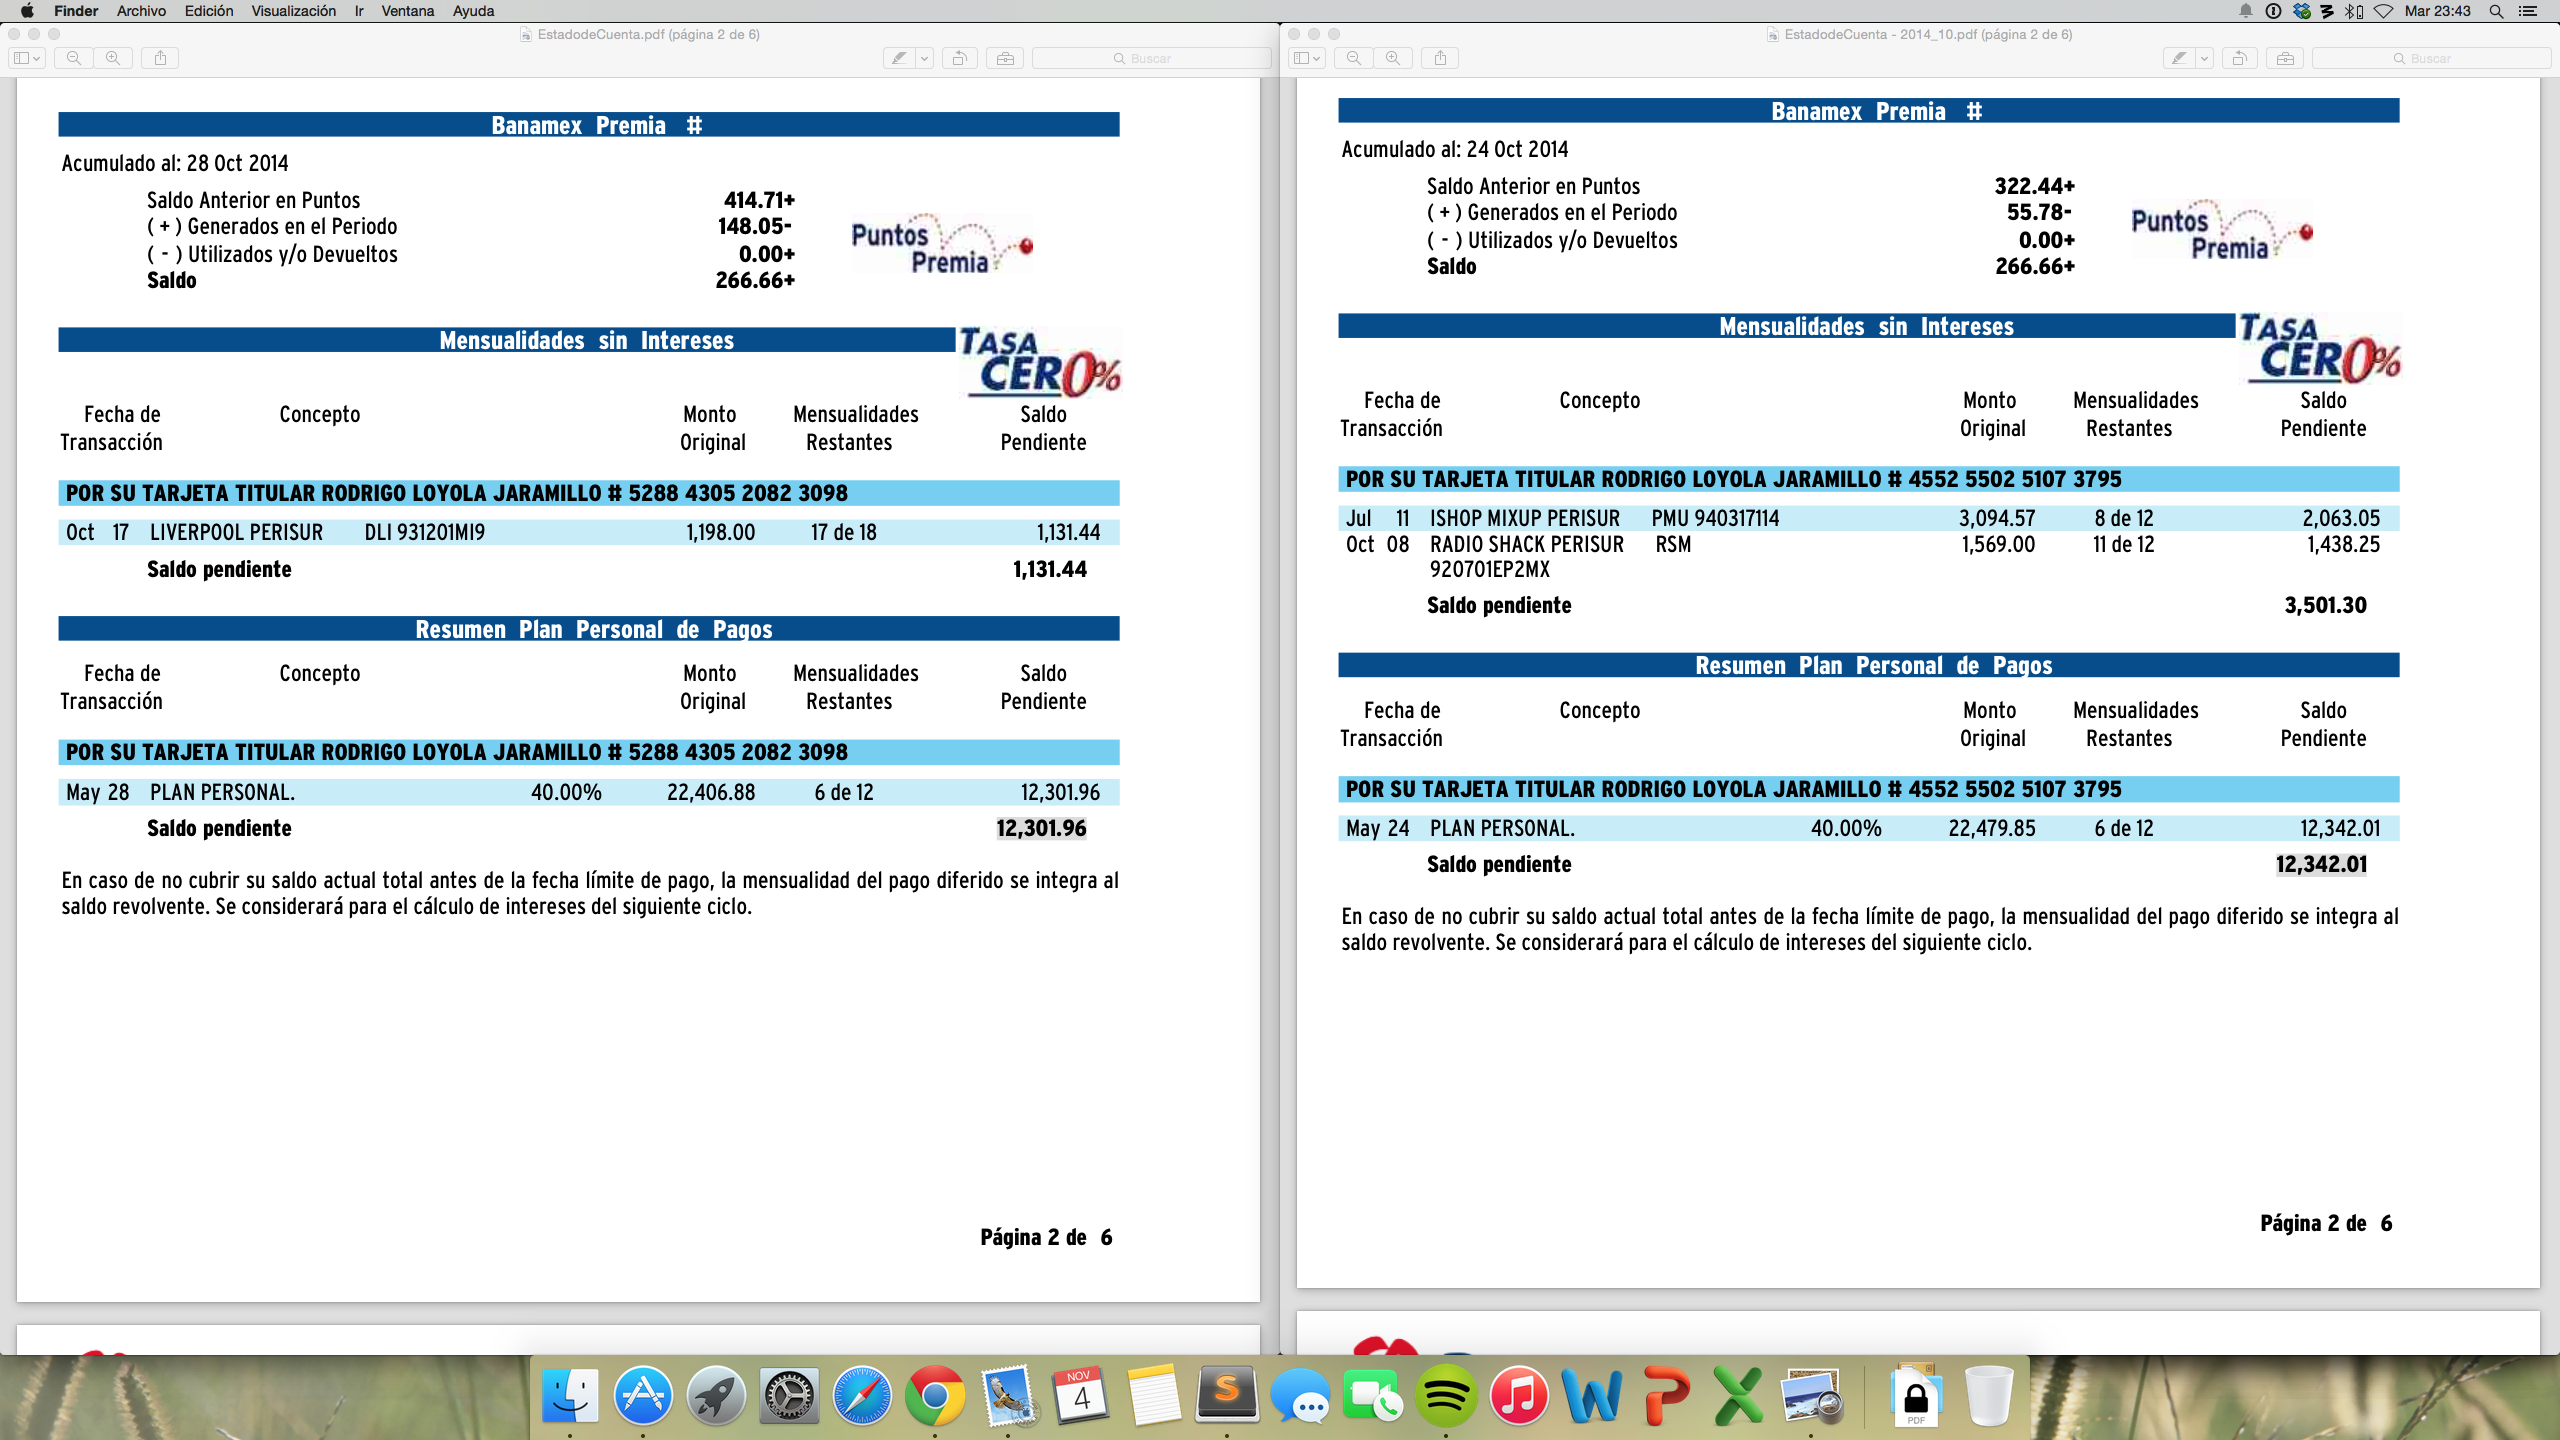 Finder Archivo Edición Visualización Ir Ventana Ayuda
Mar 23:43
EstadodeCuenta.pdf (página 2 de 6)
Buscar
Banamex Premia #
Acumulado al: 28 Oct 2014
Saldo Anterior en Puntos 414.71+
( + ) Generados en el Periodo 148.05-
( - ) Utilizados y/o Devueltos 0.00+
Saldo 266.66+
Puntos
Premia
Mensualidades sin Intereses
TASA
CER0%
Fecha de Concepto Monto Mensualidades Saldo
Transacción Original Restantes Pendiente
POR SU TARJETA TITULAR RODRIGO LOYOLA JARAMILLO # 5288 4305 2082 3098
Oct 17 LIVERPOOL PERISUR DLI 931201MI9 1,198.00 17 de 18 1,131.44
Saldo pendiente 1,131.44
Resumen Plan Personal de Pagos
Fecha de Concepto Monto Mensualidades Saldo
Transacción Original Restantes Pendiente
POR SU TARJETA TITULAR RODRIGO LOYOLA JARAMILLO # 5288 4305 2082 3098
May 28 PLAN PERSONAL. 40.00% 22,406.88 6 de 12 12,301.96
Saldo pendiente 12,301.96
En caso de no cubrir su saldo actual total antes de la fecha límite de pago, la mensualidad del pago diferido se integra al
saldo revolvente. Se considerará para el cálculo de intereses del siguiente ciclo.
Página 2 de 6
EstadodeCuenta - 2014_10.pdf (página 2 de 6)
Buscar
Banamex Premia #
Acumulado al: 24 Oct 2014
Saldo Anterior en Puntos 322.44+
( + ) Generados en el Periodo 55.78-
( - ) Utilizados y/o Devueltos 0.00+
Saldo 266.66+
Puntos
Premia
Mensualidades sin Intereses
TASA
CER0%
Fecha de Concepto Monto Mensualidades Saldo
Transacción Original Restantes Pendiente
POR SU TARJETA TITULAR RODRIGO LOYOLA JARAMILLO # 4552 5502 5107 3795
Jul 11 ISHOP MIXUP PERISUR PMU 940317114 3,094.57 8 de 12 2,063.05
Oct 08 RADIO SHACK PERISUR RSM 1,569.00 11 de 12 1,438.25
920701EP2MX
Saldo pendiente 3,501.30
Resumen Plan Personal de Pagos
Fecha de Concepto Monto Mensualidades Saldo
Transacción Original Restantes Pendiente
POR SU TARJETA TITULAR RODRIGO LOYOLA JARAMILLO # 4552 5502 5107 3795
May 24 PLAN PERSONAL. 40.00% 22,479.85 6 de 12 12,342.01
Saldo pendiente 12,342.01
En caso de no cubrir su saldo actual total antes de la fecha límite de pago, la mensualidad del pago diferido se integra al
saldo revolvente. Se considerará para el cálculo de intereses del siguiente ciclo.
Página 2 de 6
NOV
4
S
W P X
PDF